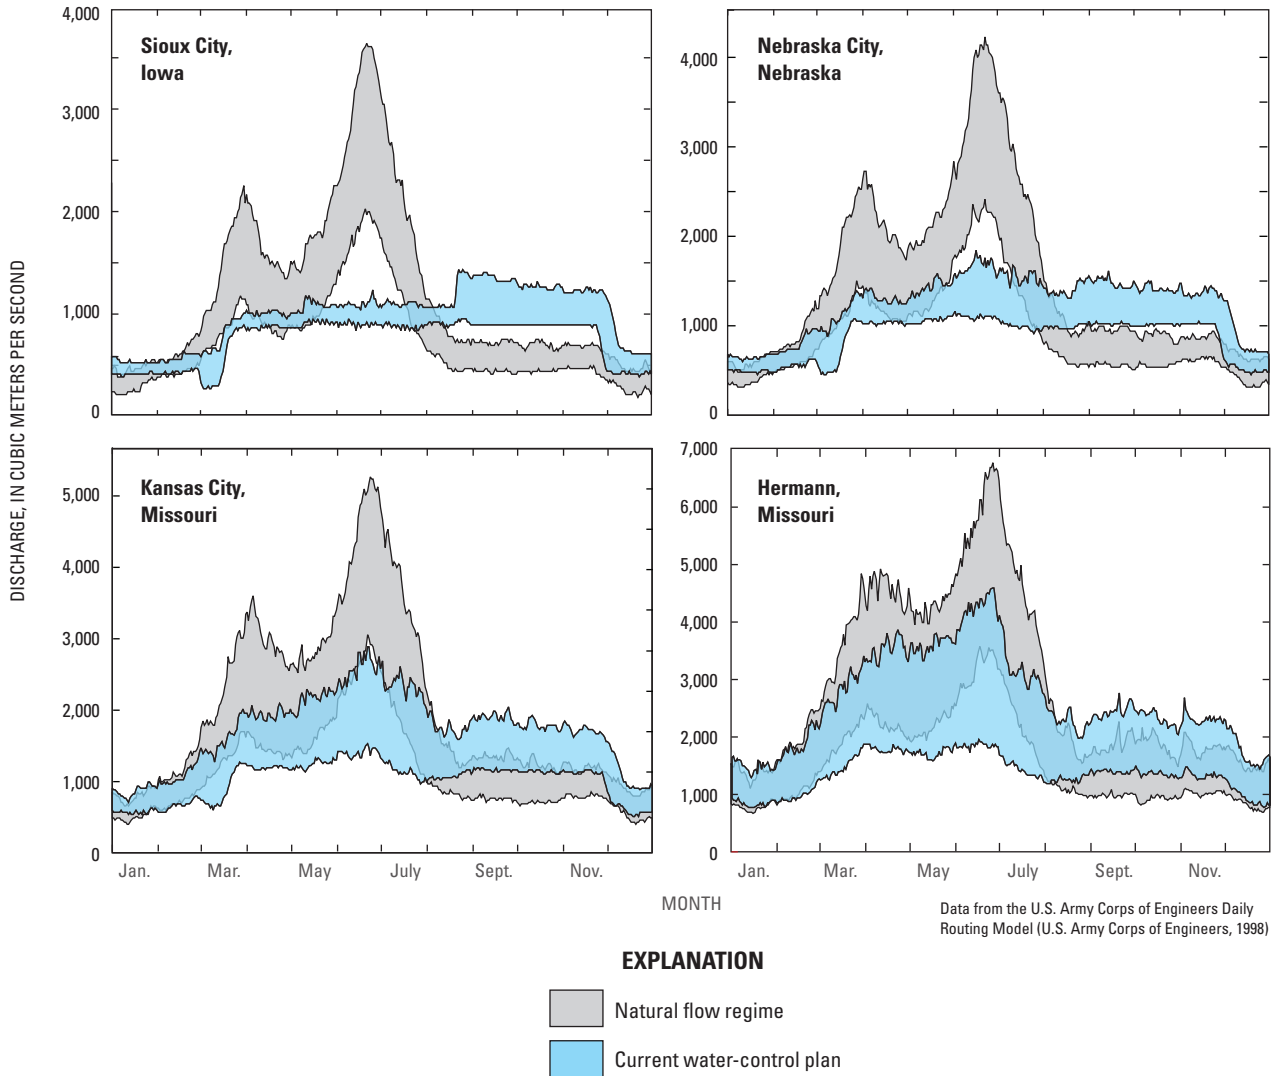 DISCHARGE, IN CUBIC METERS PER SECOND
4,000
3,000
2,000
1,000
0
Sioux City,
Iowa
4,000
3,000
2,000
1,000
0
Nebraska City,
Nebraska
5,000
4,000
3,000
2,000
1,000
0
Kansas City,
Missouri
Jan. Mar. May July Sept. Nov.
7,000
6,000
5,000
4,000
3,000
2,000
1,000
0
Hermann,
Missouri
Jan. Mar. May July Sept. Nov.
MONTH
Data from the U.S. Army Corps of Engineers Daily
Routing Model (U.S. Army Corps of Engineers, 1998)
EXPLANATION
Natural flow regime
Current water-control plan